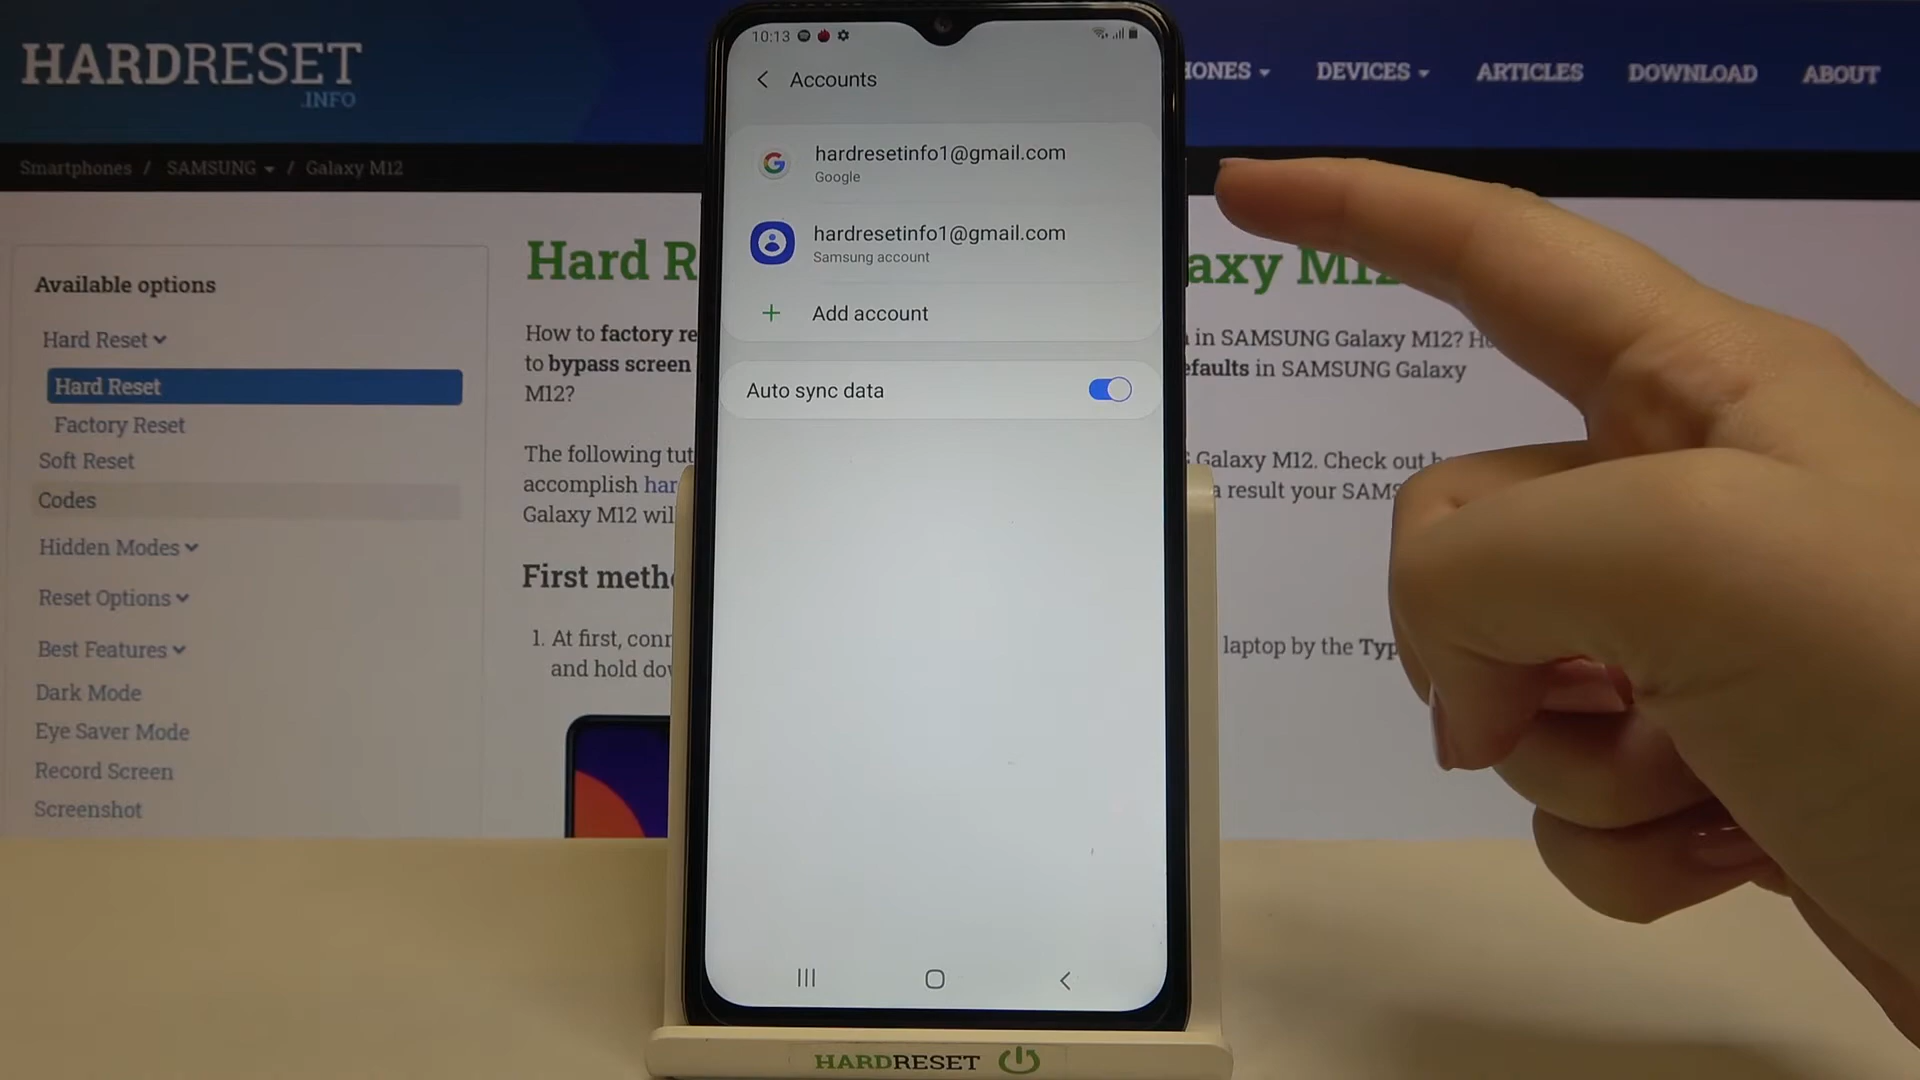 HARDRESET
.INFO
HONES
DEVICES
ARTICLES
DOWNLOAD
ABOUT
Smartphones / SAMSUNG / Galaxy M12
Available options
Hard Reset
Hard Reset
Factory Reset
Soft Reset
Codes
Hidden Modes
Reset Options
Best Features
Dark Mode
Eye Saver Mode
Record Screen
Screenshot
Hard R
axy M12
How to factory re
in SAMSUNG Galaxy M12? H
to bypass screen
efaults in SAMSUNG Galaxy
M12?
The following tut
Galaxy M12. Check out
accomplish har
a result your SAMS
Galaxy M12 wil
First meth
1. At first, conn
laptop by the Typ
and hold do
10:13
Accounts
hardresetinfo1@gmail.com
Google
hardresetinfo1@gmail.com
Samsung account
Add account
Auto sync data
HARDRESET